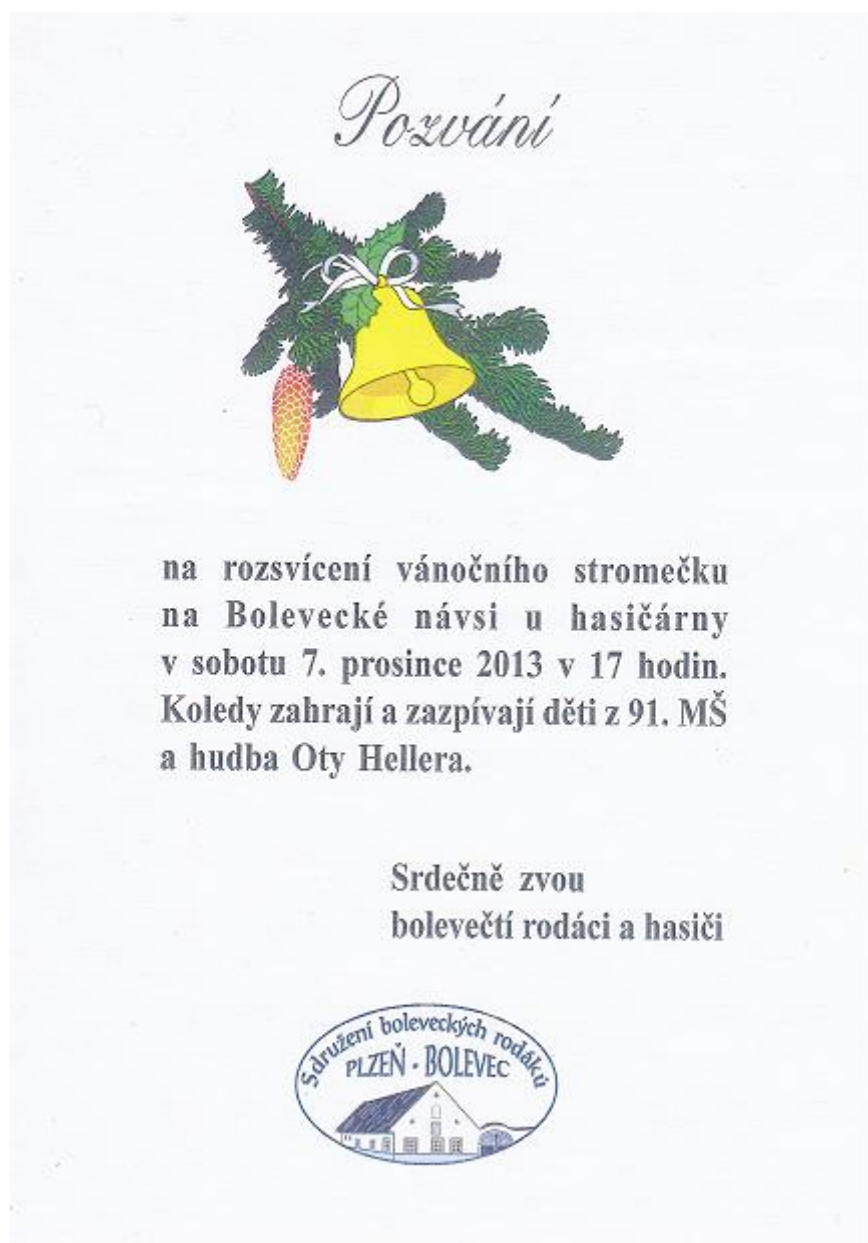 Pozvání
na rozsvícení vánočního stromečku
na Bolevecké návsi u hasičárny
v sobotu 7. prosince 2013 v 17 hodin.
Koledy zahrají a zazpívají děti z 91. MŠ
a hudba Oty Hellera.
Srdečně zvou
bolevečtí rodáci a hasiči
Sdružení boleveckých rodáků
PLZEŇ - BOLEVEC